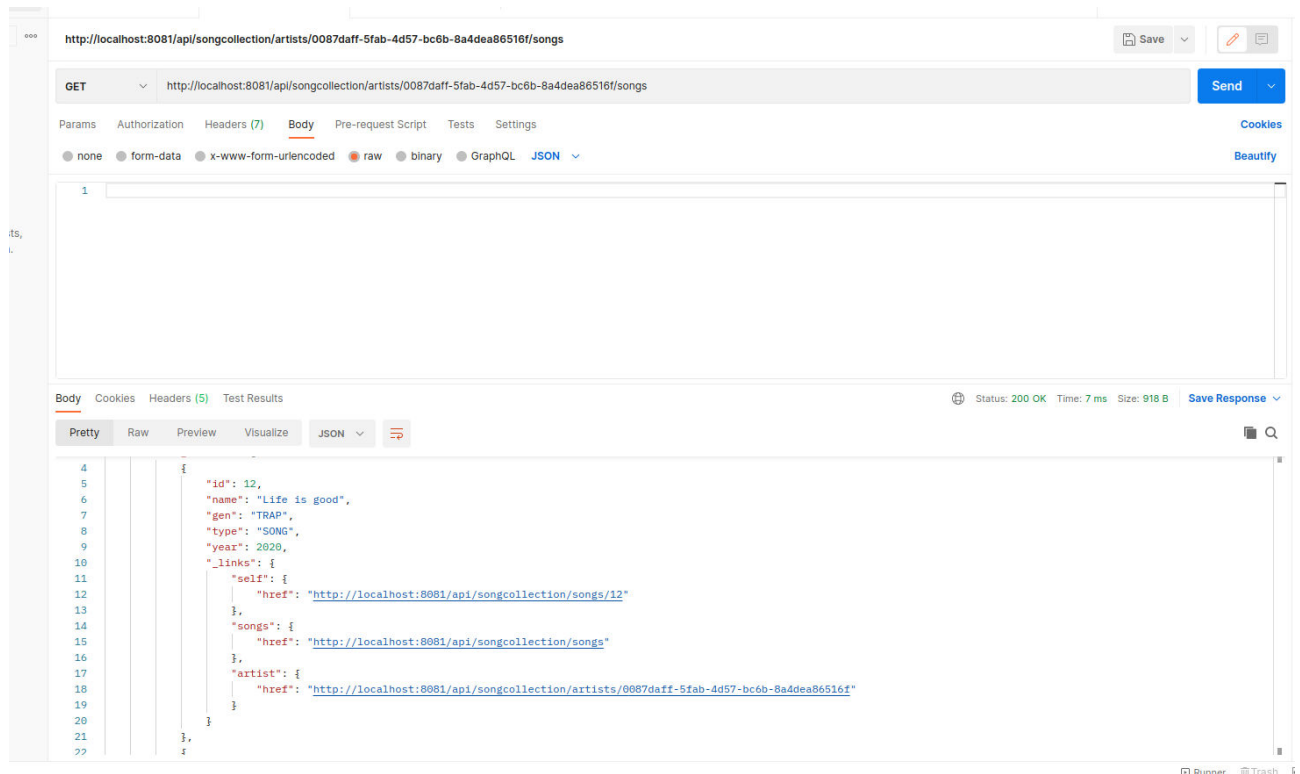 http://localhost:8081/api/songcollection/artists/0087daff-5fab-4d57-bc6b-8a4dea86516f/songs Save
GET http://localhost:8081/api/songcollection/artists/0087daff-5fab-4d57-bc6b-8a4dea86516f/songs Send
Params Authorization Headers (7) Body Pre-request Script Tests Settings Cookies
none form-data x-www-form-urlencoded raw binary GraphQL JSON Beautify
1
Body Cookies Headers (5) Test Results Status: 200 OK Time: 7 ms Size: 918 B Save Response
Pretty Raw Preview Visualize JSON
4 {
5 "id": 12,
6 "name": "Life is good",
7 "gen": "TRAP",
8 "type": "SONG",
9 "year": 2020,
10 "_links": {
11 "self": {
12 "href": "http://localhost:8081/api/songcollection/songs/12"
13 },
14 "songs": {
15 "href": "http://localhost:8081/api/songcollection/songs"
16 },
17 "artist": {
18 "href": "http://localhost:8081/api/songcollection/artists/0087daff-5fab-4d57-bc6b-8a4dea86516f"
19 }
20 }
21 },
22 {
Runner Trash